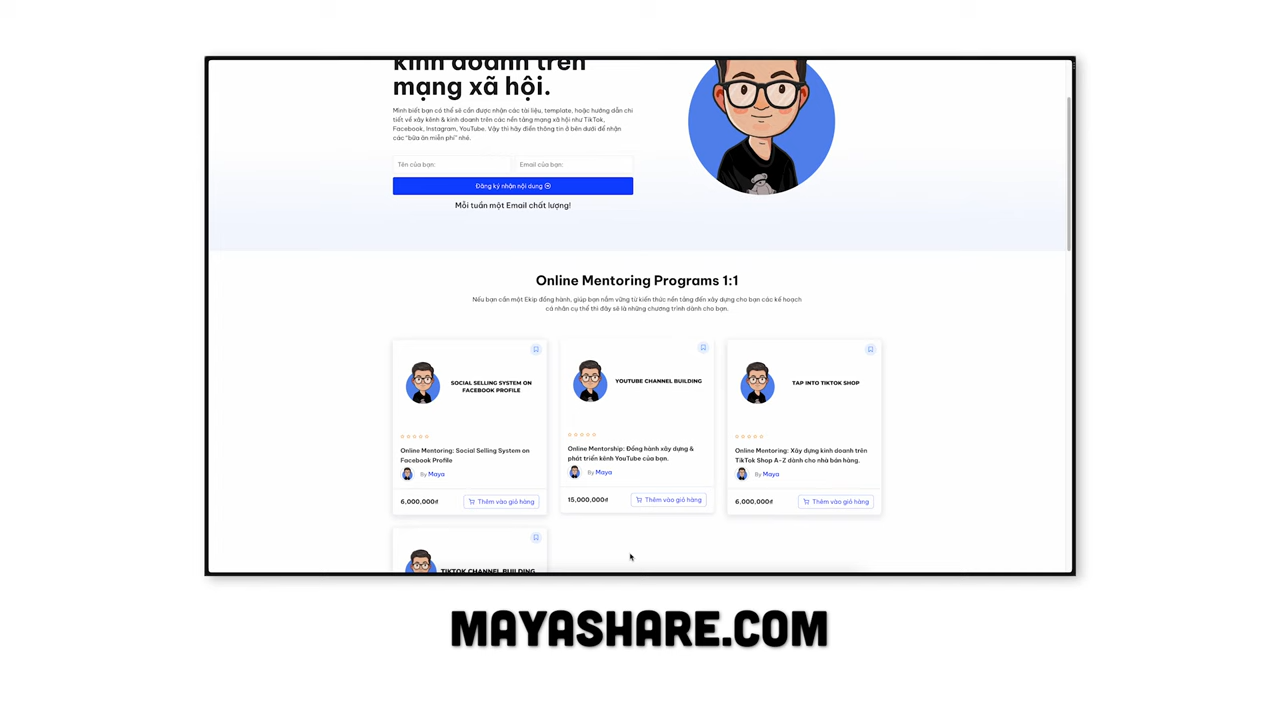 kinh doanh trên
mạng xã hội.
Mình biết bạn có thể sẽ cần được nhận các tài liệu, template, hoặc hướng dẫn chi
tiết về xây kênh & kinh doanh trên các nền tảng mạng xã hội như TikTok,
Facebook, Instagram, YouTube. Vậy thì hãy điền thông tin ở bên dưới để nhận
các “bữa ăn miễn phí” nhé.
Tên của bạn:
Email của bạn:
Đăng ký nhận nội dung
Mỗi tuần một Email chất lượng!
Online Mentoring Programs 1:1
Nếu bạn cần một Ekip đồng hành, giúp bạn nắm vững từ kiến thức nền tảng đến xây dựng cho bạn các kế hoạch
cá nhân cụ thể thì đây sẽ là những chương trình dành cho bạn.
SOCIAL SELLING SYSTEM ON
FACEBOOK PROFILE
Online Mentoring: Social Selling System on
Facebook Profile
By Maya
6,000,000₫
Thêm vào giỏ hàng
YOUTUBE CHANNEL BUILDING
Online Mentorship: Đồng hành xây dựng &
phát triển kênh YouTube của bạn.
By Maya
15,000,000₫
Thêm vào giỏ hàng
TAP INTO TIKTOK SHOP
Online Mentoring: Xây dựng kinh doanh trên
TikTok Shop A-Z dành cho nhà bán hàng.
By Maya
6,000,000₫
Thêm vào giỏ hàng
TIKTOK CHANNEL BUILDING
MAYASHARE.COM